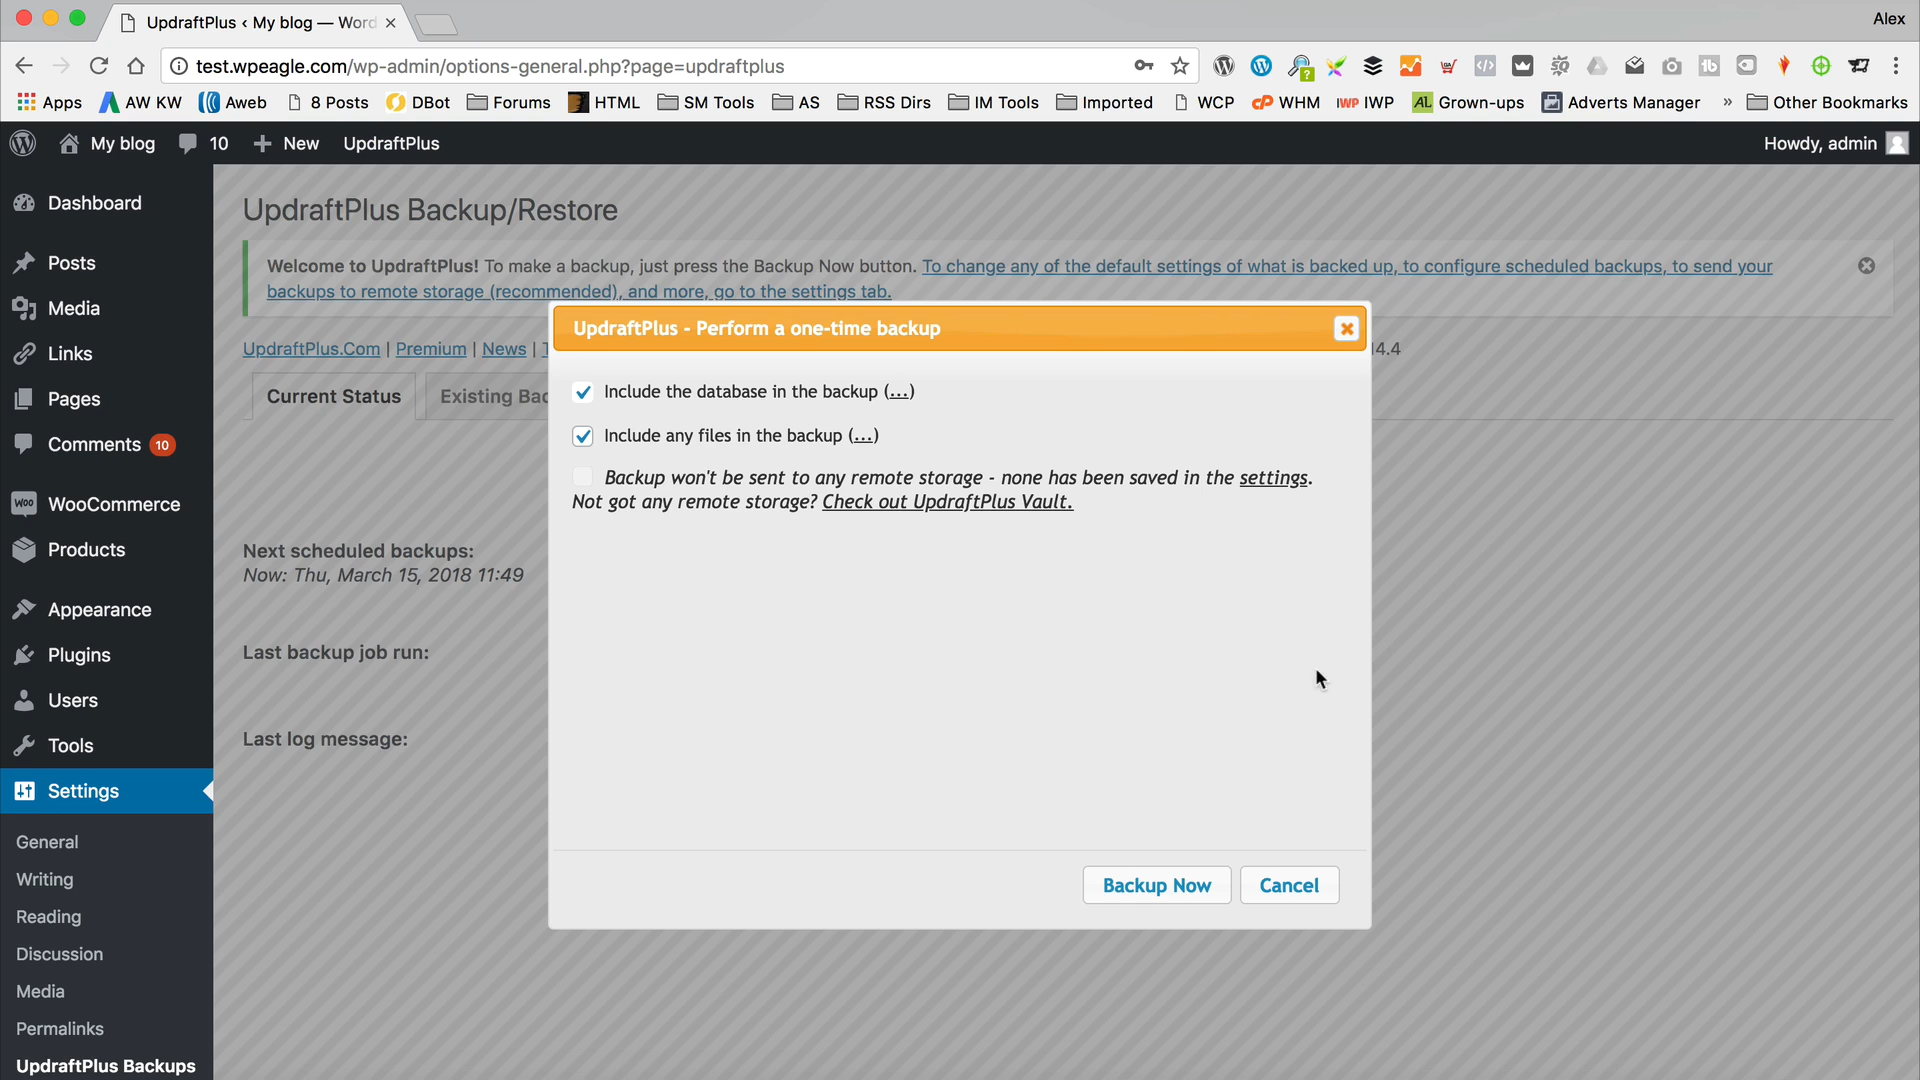 UpdraftPlus ‹ My blog — Word
Alex
test.wpeagle.com/wp-admin/options-general.php?page=updraftplus
Apps AW KW Aweb 8 Posts DBot Forums HTML SM Tools AS RSS Dirs IM Tools Imported WCP cP WHM IWP IWP AL Grown-ups Adverts Manager » Other Bookmarks
My blog 10 + New UpdraftPlus Howdy, admin
Dashboard
Posts
Media
Links
Pages
Comments 10
Woo WooCommerce
Products
Appearance
Plugins
Users
Tools
Settings
General
Writing
Reading
Discussion
Media
Permalinks
UpdraftPlus Backups
UpdraftPlus Backup/Restore
Welcome to UpdraftPlus! To make a backup, just press the Backup Now button. To change any of the default settings of what is backed up, to configure scheduled backups, to send your
backups to remote storage (recommended), and more, go to the settings tab.
UpdraftPlus.Com | Premium | News | 14.4
Current Status Existing Bac
Next scheduled backups:
Now: Thu, March 15, 2018 11:49
Last backup job run:
Last log message:
UpdraftPlus - Perform a one-time backup
Include the database in the backup (...)
Include any files in the backup (...)
Backup won't be sent to any remote storage - none has been saved in the settings.
Not got any remote storage? Check out UpdraftPlus Vault.
Backup Now Cancel